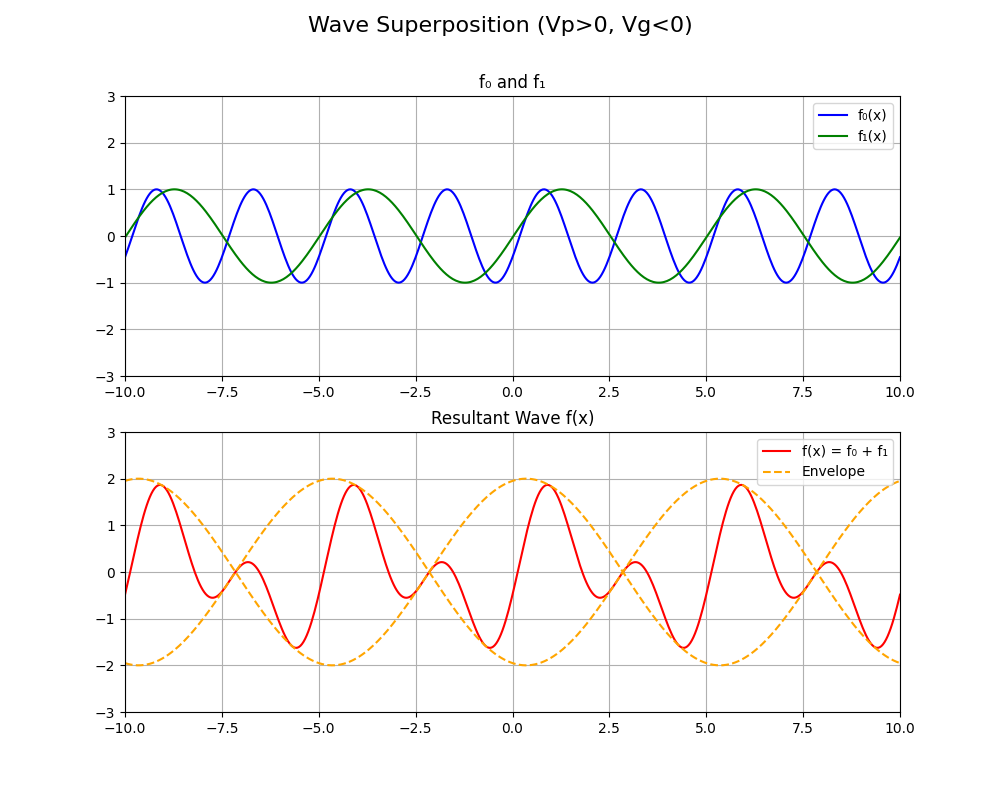 Wave Superposition (Vp>0, Vg<0)
f₀ and f₁
3
2
1
0
−1
−2
−3
−10.0 −7.5 −5.0 −2.5 0.0 2.5 5.0 7.5 10.0
f₀(x)
f₁(x)
Resultant Wave f(x)
3
2
1
0
−1
−2
−3
−10.0 −7.5 −5.0 −2.5 0.0 2.5 5.0 7.5 10.0
f(x) = f₀ + f₁
Envelope